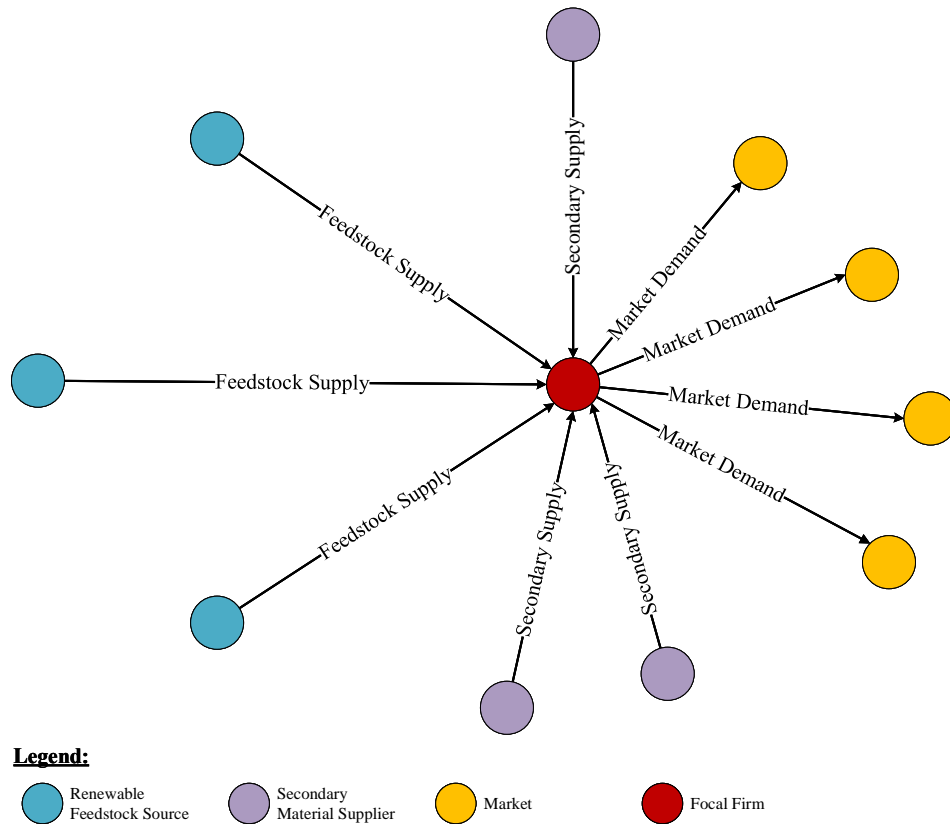 Secondary Supply
Feedstock Supply
Market Demand
Market Demand
Feedstock Supply
Market Demand
Market Demand
Feedstock Supply
Secondary Supply
Secondary Supply
Legend:
Renewable
Feedstock Source
Secondary
Material Supplier
Market
Focal Firm